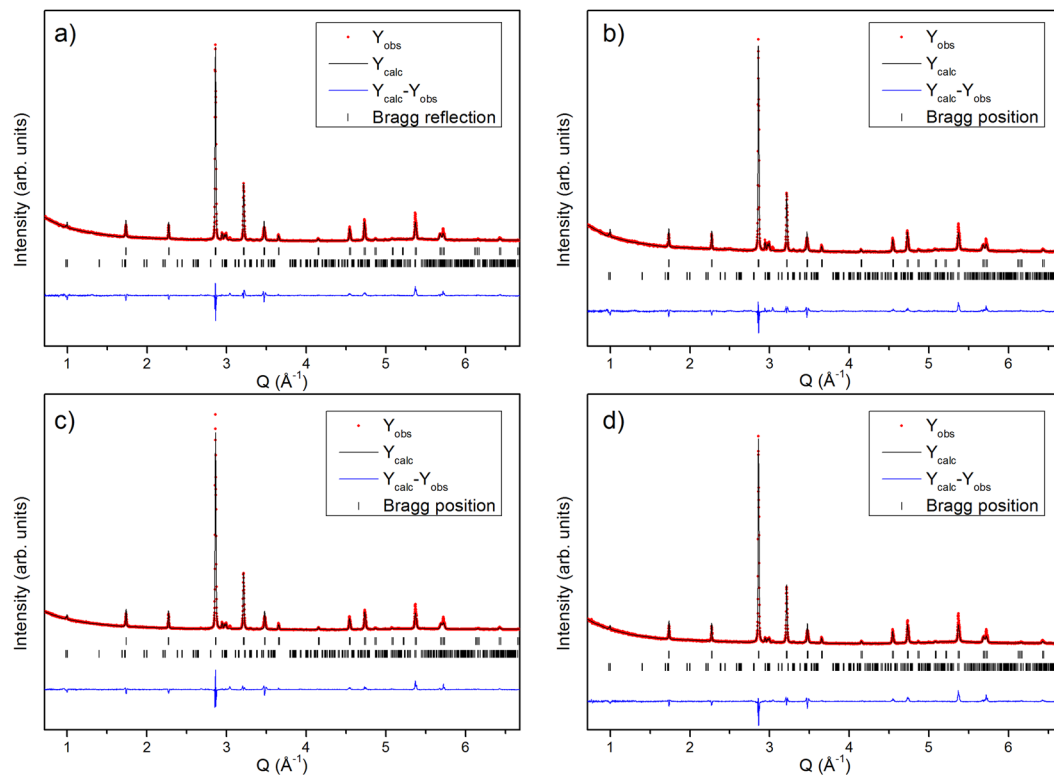 a)
Y_obs
Y_calc
Y_calc-Y_obs
Bragg reflection
Intensity (arb. units)
1 2 3 4 5 6
Q (Å⁻¹)
b)
Y_obs
Y_calc
Y_calc-Y_obs
Bragg position
Intensity (arb. units)
1 2 3 4 5 6
Q (Å⁻¹)
c)
Y_obs
Y_calc
Y_calc-Y_obs
Bragg position
Intensity (arb. units)
1 2 3 4 5 6
Q (Å⁻¹)
d)
Y_obs
Y_calc
Y_calc-Y_obs
Bragg position
Intensity (arb. units)
1 2 3 4 5 6
Q (Å⁻¹)